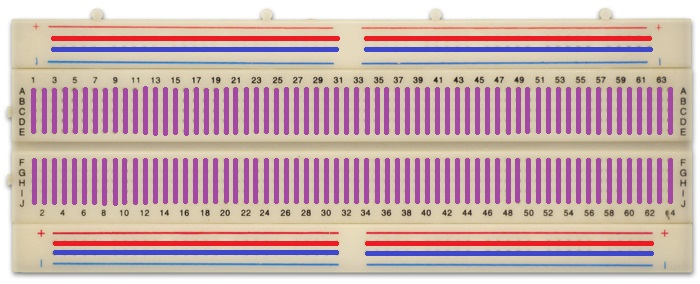 + +
- -
1 3 5 7 9 11 13 15 17 19 21 23 25 27 29 31 33 35 37 39 41 43 45 47 49 51 53 55 57 59 61 63
A A
B B
C C
D D
E E
F F
G G
H H
I I
J J
2 4 6 8 10 12 14 16 18 20 22 24 26 28 30 32 34 36 38 40 42 44 46 48 50 52 54 56 58 60 62 64
+ +
- -